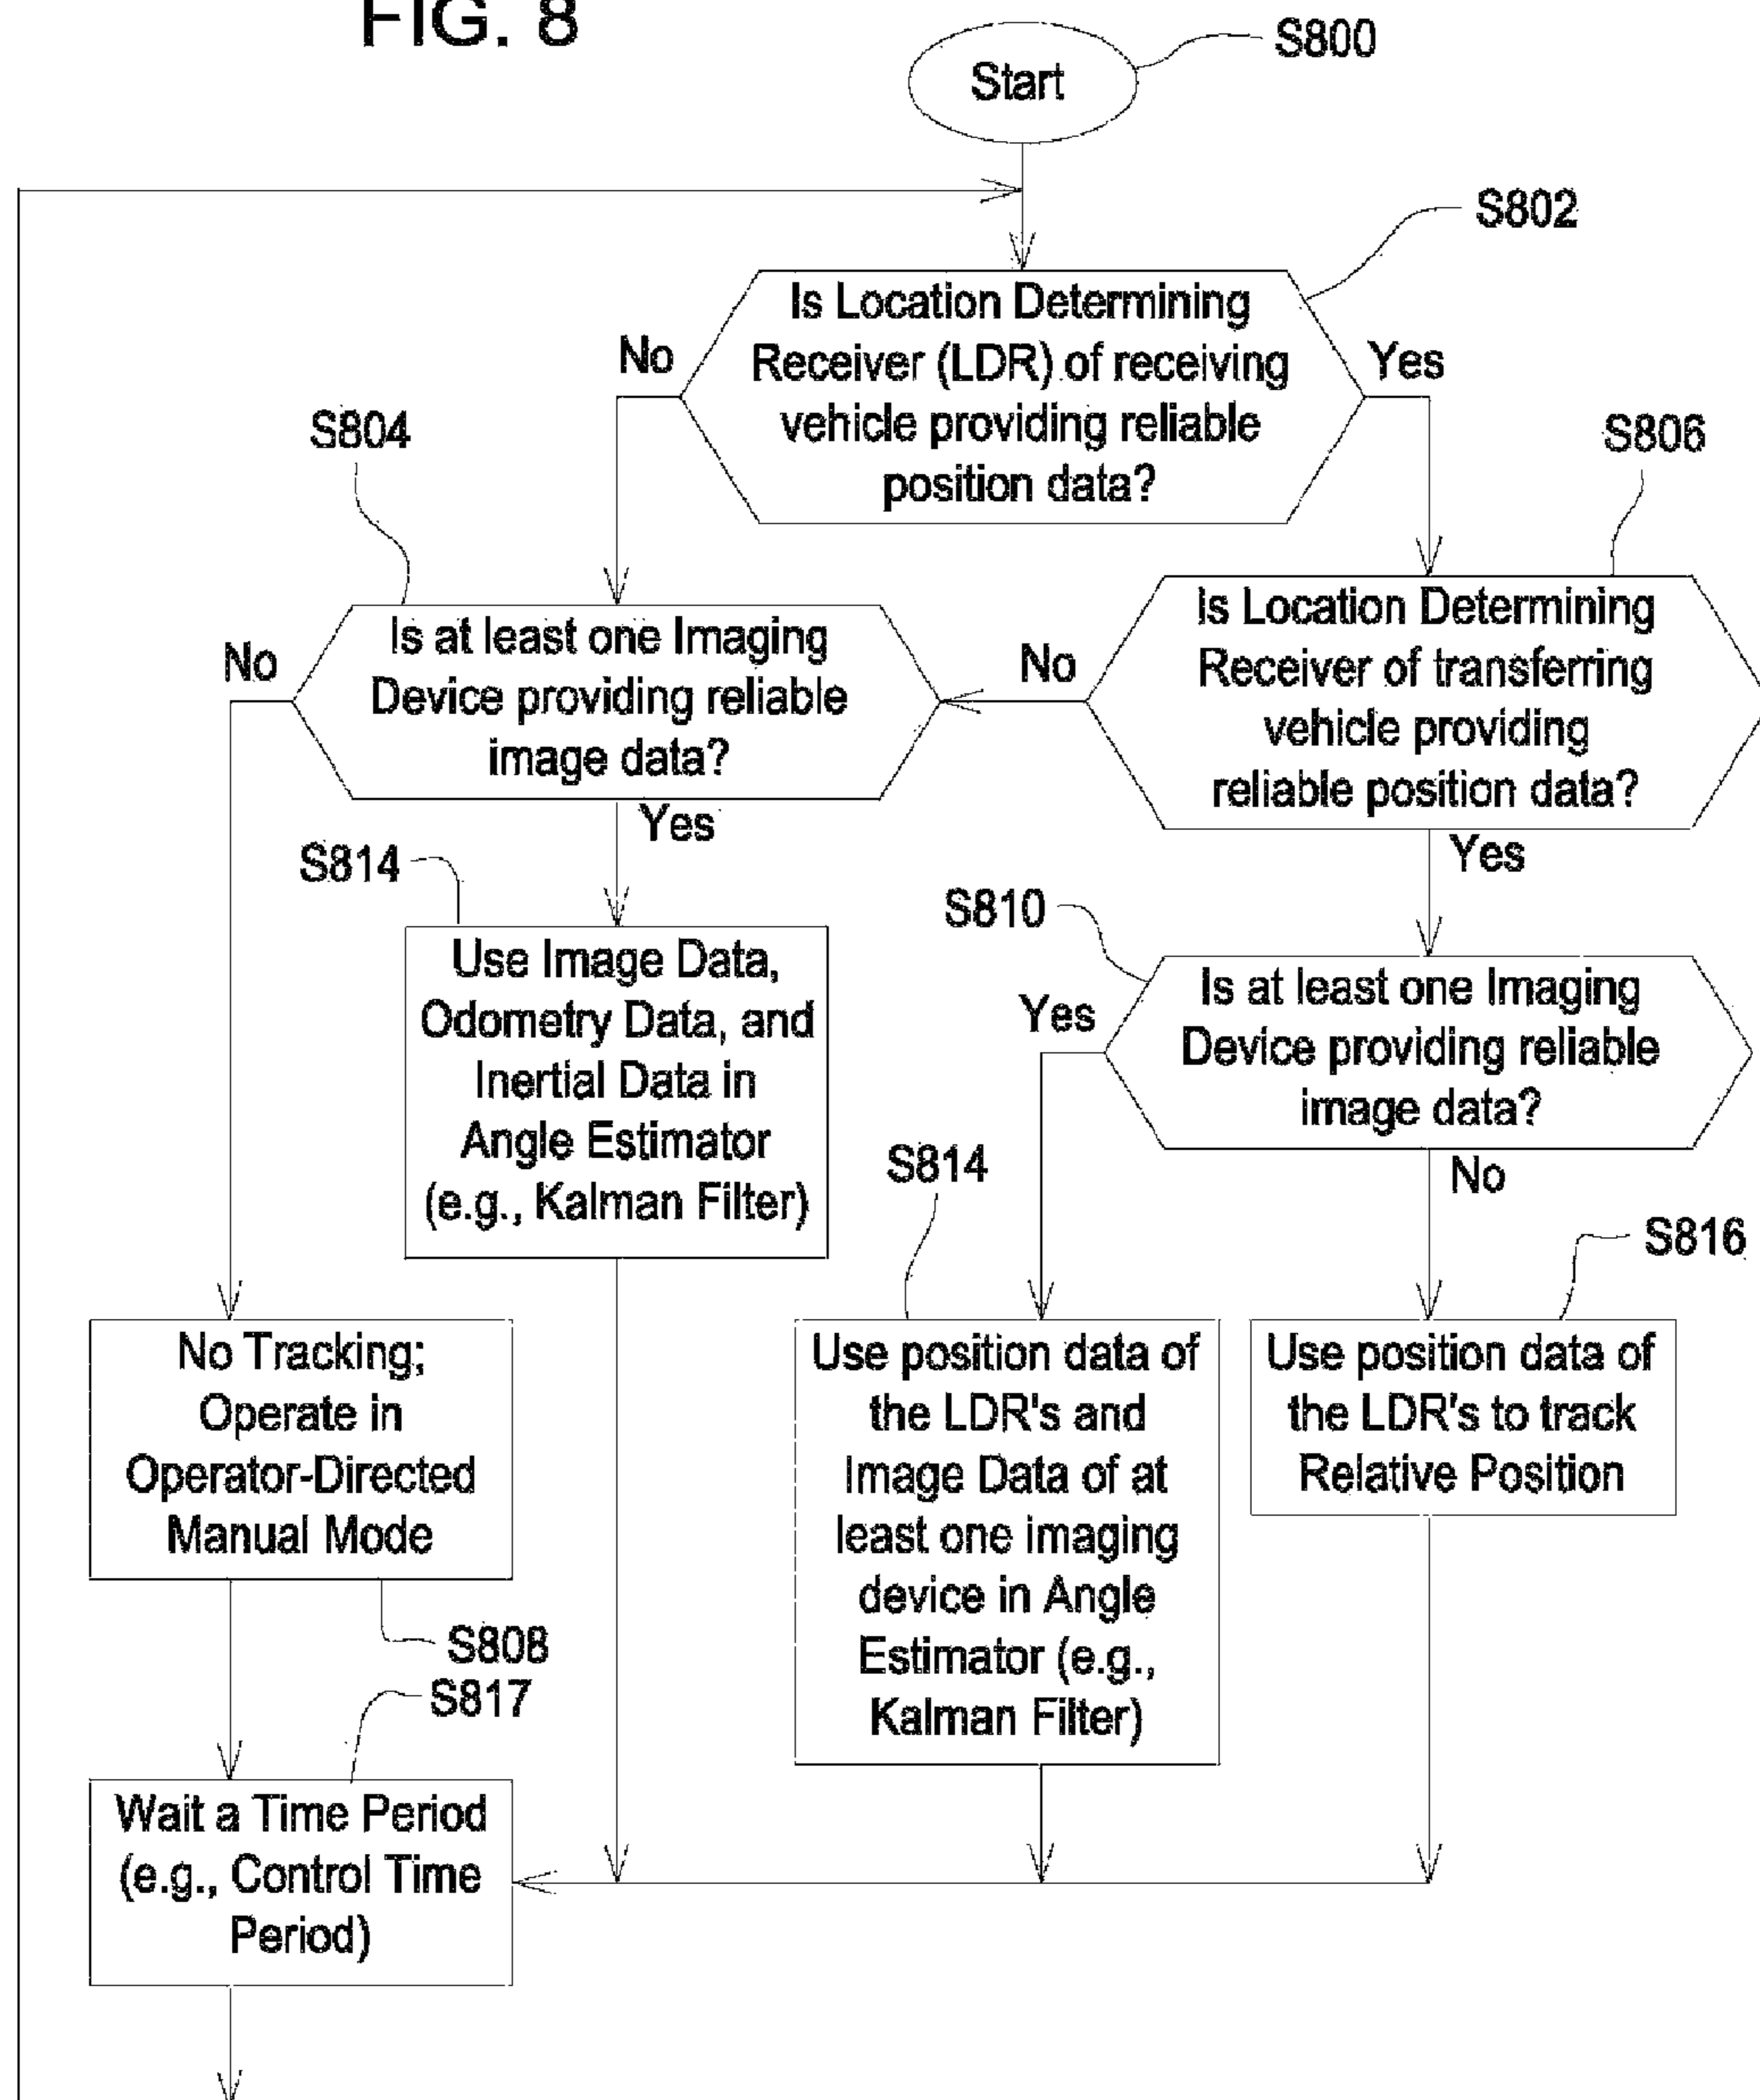 FIG. 8
Start
S800
S802
Is Location Determining
Receiver (LDR) of receiving
vehicle providing reliable
position data?
No
Yes
S804
S806
Is at least one Imaging
Device providing reliable
image data?
No
Yes
Is Location Determining
Receiver of transferring
vehicle providing
reliable position data?
No
Yes
S814
Use Image Data,
Odometry Data, and
Inertial Data in
Angle Estimator
(e.g., Kalman Filter)
S810
Is at least one Imaging
Device providing reliable
image data?
Yes
No
S814
S816
No Tracking;
Operate in
Operator-Directed
Manual Mode
S808
Use position data of
the LDR's and
Image Data of at
least one imaging
device in Angle
Estimator (e.g.,
Kalman Filter)
Use position data of
the LDR's to track
Relative Position
S817
Wait a Time Period
(e.g., Control Time
Period)